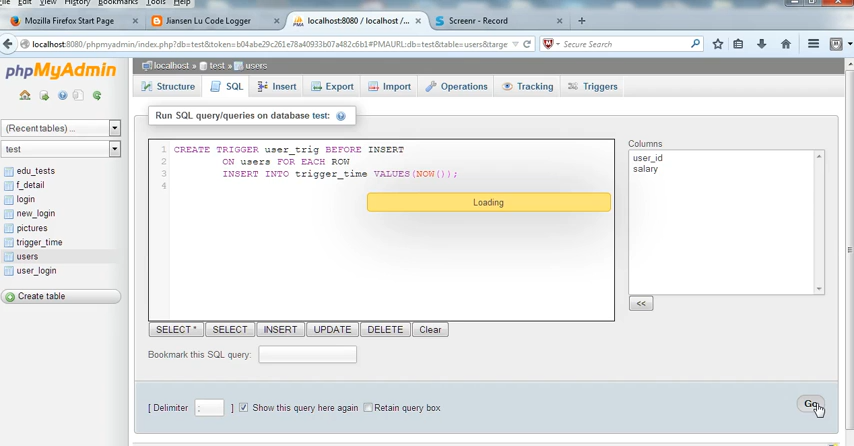 File Edit View History Bookmarks Tools Help
Mozilla Firefox Start Page
Jiansen Lu Code Logger
localhost:8080 / localhost /...
Screenr - Record
localhost:8080/phpmyadmin/index.php?db=test&token=b04abe29c261e78a40933b07a482c6b1#PMAURL:db=test&table=users&targe
Secure Search
phpMyAdmin
localhost » test » users
Structure SQL Insert Export Import Operations Tracking Triggers
(Recent tables) ...
test
edu_tests
f_detail
login
new_login
pictures
trigger_time
users
user_login
Create table
Run SQL query/queries on database test:
1 CREATE TRIGGER user_trig BEFORE INSERT
2 ON users FOR EACH ROW
3 INSERT INTO trigger_time VALUES(NOW());
4
Loading
Columns
user_id
salary
<<
SELECT * SELECT INSERT UPDATE DELETE Clear
Bookmark this SQL query:
[ Delimiter ; ] Show this query here again Retain query box
Go